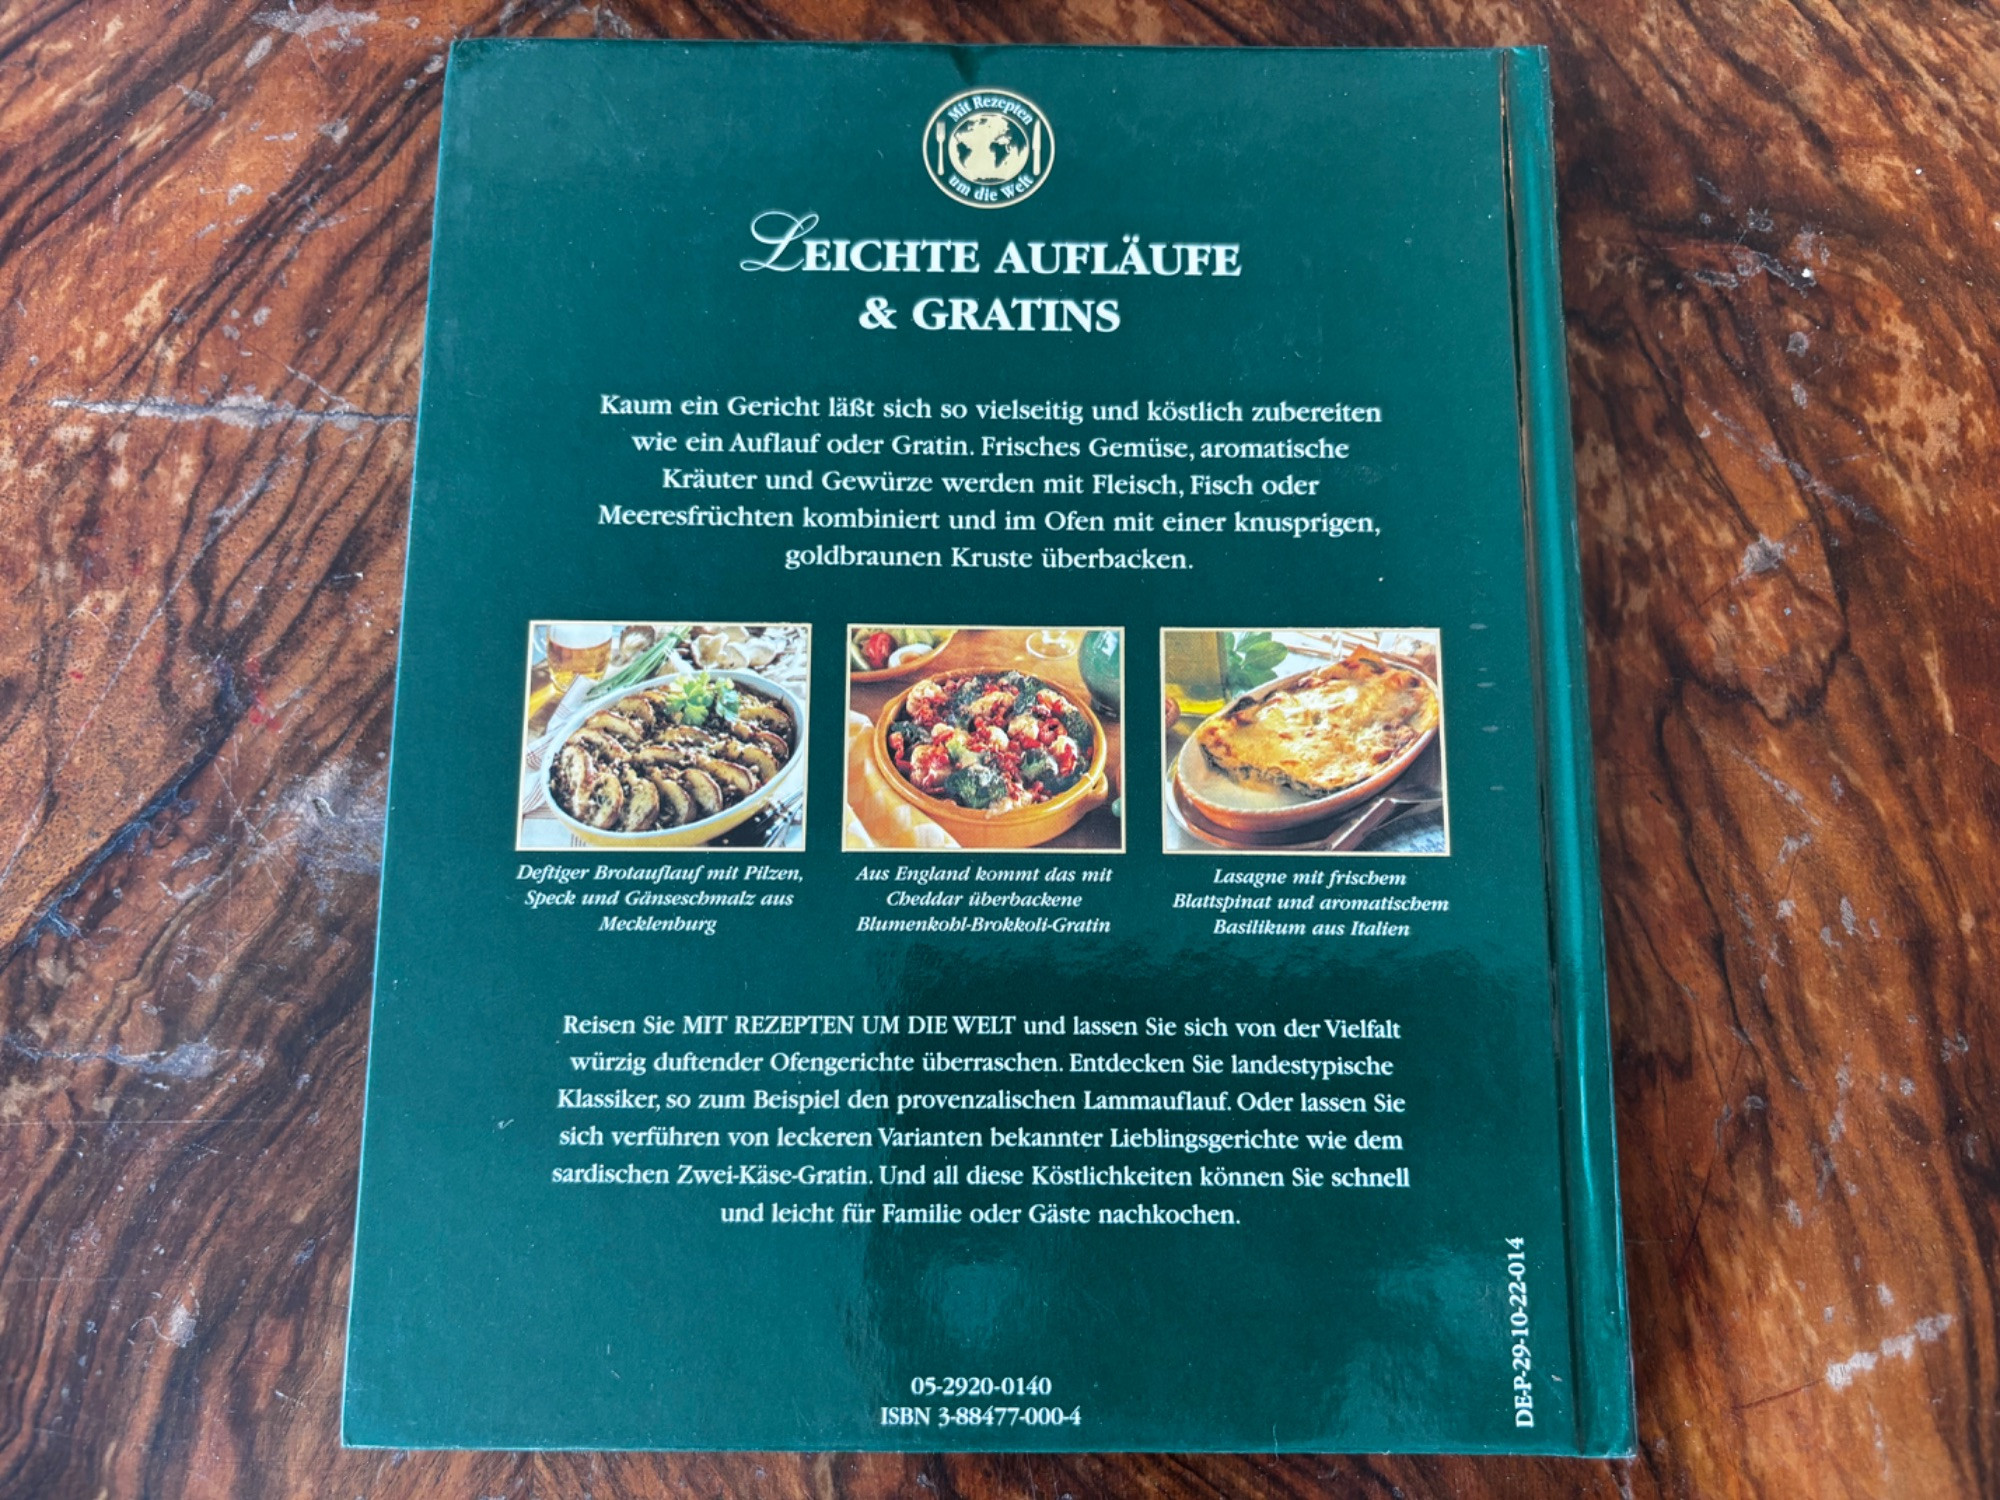 Mit Rezepten
um die Welt
LEICHTE AUFLÄUFE
& GRATINS
Kaum ein Gericht läßt sich so vielseitig und köstlich zubereiten
wie ein Auflauf oder Gratin. Frisches Gemüse, aromatische
Kräuter und Gewürze werden mit Fleisch, Fisch oder
Meeresfrüchten kombiniert und im Ofen mit einer knusprigen,
goldbraunen Kruste überbacken.
Deftiger Brotauflauf mit Pilzen,
Speck und Gänseschmalz aus
Mecklenburg
Aus England kommt das mit
Cheddar überbackene
Blumenkohl-Brokkoli-Gratin
Lasagne mit frischem
Blattspinat und aromatischem
Basilikum aus Italien
Reisen Sie MIT REZEPTEN UM DIE WELT und lassen Sie sich von der Vielfalt
würzig duftender Ofengerichte überraschen. Entdecken Sie landestypische
Klassiker, so zum Beispiel den provenzalischen Lammauflauf. Oder lassen Sie
sich verführen von leckeren Varianten bekannter Lieblingsgerichte wie dem
sardischen Zwei-Käse-Gratin. Und all diese Köstlichkeiten können Sie schnell
und leicht für Familie oder Gäste nachkochen.
05-2920-0140
ISBN 3-88477-000-4
DE-P-29-10-22-014